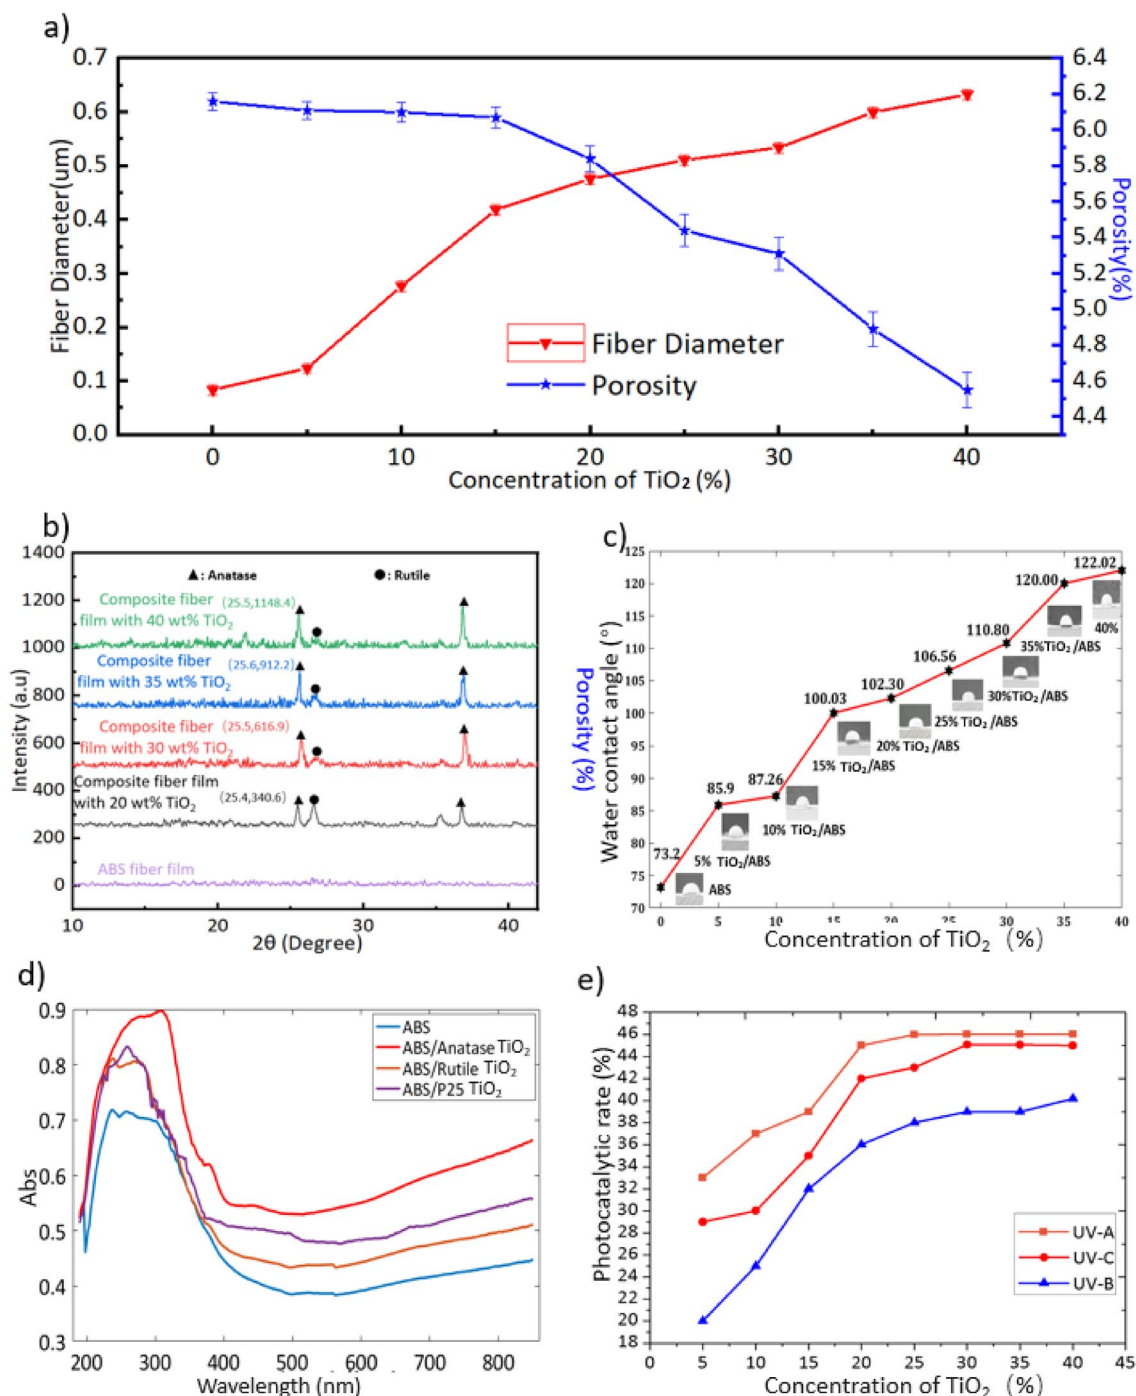 a)
0.7
0.6
0.5
0.4
0.3
0.2
0.1
0.0
Fiber Diameter(um)
6.4
6.2
6.0
5.8
5.6
5.4
5.2
5.0
4.8
4.6
4.4
Porosity(%)
Fiber Diameter
Porosity
0 10 20 30 40
Concentration of TiO₂ (%)
b)
1400
1200
1000
800
600
400
200
0
Intensity (a.u)
▲: Anatase
●: Rutile
Composite fiber
film with 40 wt% TiO₂
(25.5,1148.4)
Composite fiber
film with 35 wt% TiO₂
(25.6,912.2)
Composite fiber
film with 30 wt% TiO₂
(25.5,616.9)
Composite fiber film
with 20 wt% TiO₂
(25.4,340.6)
ABS fiber film
10 20 30 40
2θ (Degree)
c)
125
120
115
110
105
100
95
90
85
80
75
70
Porosity (%)
Water contact angle (°)
73.2
85.9
87.26
100.03
102.30
106.56
110.80
120.00
122.02
ABS
5% TiO₂/ABS
10% TiO₂/ABS
15% TiO₂/ABS
20% TiO₂/ABS
25% TiO₂/ABS
30%TiO₂/ABS
35%TiO₂/ABS
40%
0 5 10 15 20 25 30 35 40
Concentration of TiO₂ (%)
d)
0.9
0.8
0.7
0.6
0.5
0.4
0.3
Abs
ABS
ABS/Anatase TiO₂
ABS/Rutile TiO₂
ABS/P25 TiO₂
200 300 400 500 600 700 800
Wavelength (nm)
e)
46
45
44
42
40
38
36
34
33
32
30
29
28
26
25
24
22
20
18
Photocatalytic rate (%)
UV-A
UV-C
UV-B
0 5 10 15 20 25 30 35 40 45
Concentration of TiO₂ (%)